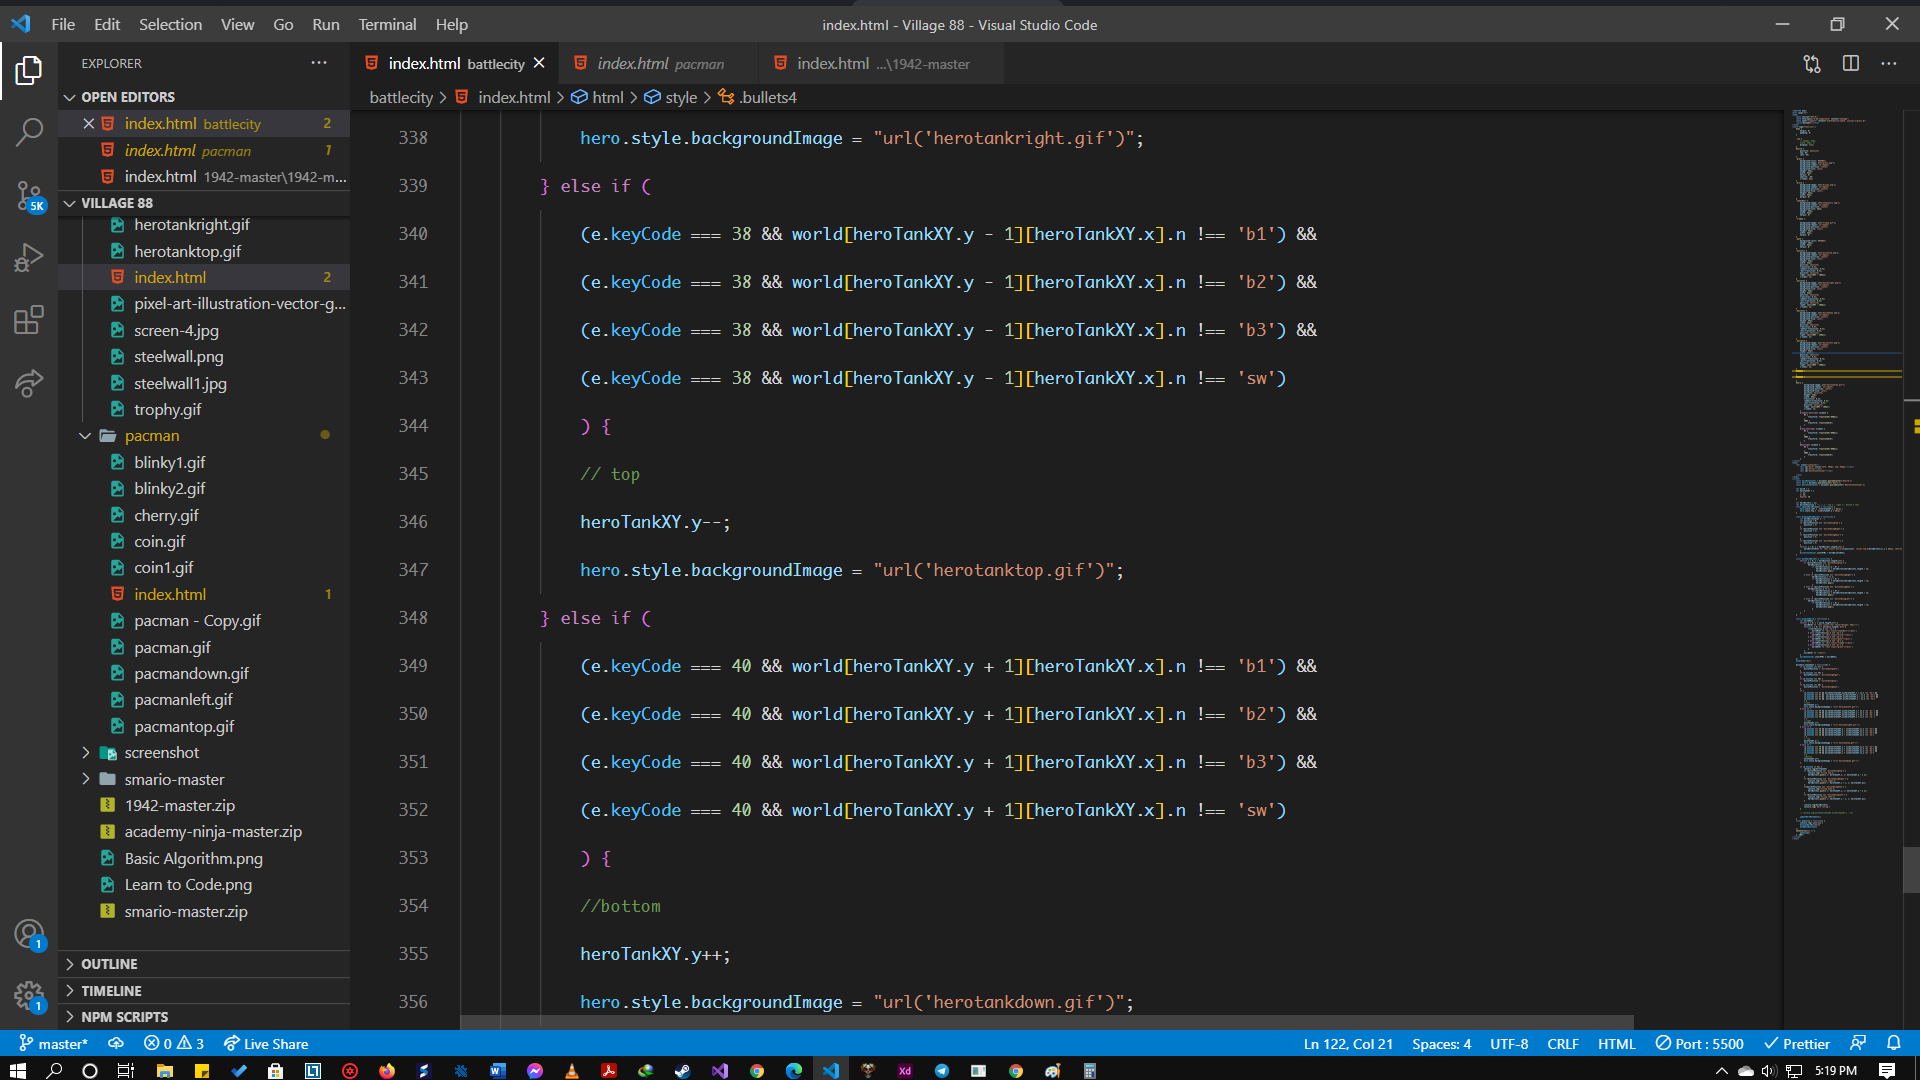 File Edit Selection View Go Run Terminal Help
index.html - Village 88 - Visual Studio Code
EXPLORER
OPEN EDITORS
index.html battlecity 2
index.html pacman 1
index.html 1942-master\1942-m...
5K
VILLAGE 88
herotankright.gif
herotanktop.gif
index.html 2
pixel-art-illustration-vector-g...
screen-4.jpg
steelwall.png
steelwall1.jpg
trophy.gif
pacman
blinky1.gif
blinky2.gif
cherry.gif
coin.gif
coin1.gif
index.html 1
pacman - Copy.gif
pacman.gif
pacmandown.gif
pacmanleft.gif
pacmantop.gif
screenshot
smario-master
1942-master.zip
academy-ninja-master.zip
Basic Algorithm.png
Learn to Code.png
smario-master.zip
1
OUTLINE
TIMELINE
1
NPM SCRIPTS
index.html battlecity
index.html pacman
index.html ...\1942-master
battlecity > index.html > html > style > .bullets4
338 hero.style.backgroundImage = "url('herotankright.gif')";
339 } else if (
340 (e.keyCode === 38 && world[heroTankXY.y - 1][heroTankXY.x].n !== 'b1') &&
341 (e.keyCode === 38 && world[heroTankXY.y - 1][heroTankXY.x].n !== 'b2') &&
342 (e.keyCode === 38 && world[heroTankXY.y - 1][heroTankXY.x].n !== 'b3') &&
343 (e.keyCode === 38 && world[heroTankXY.y - 1][heroTankXY.x].n !== 'sw')
344 ) {
345 // top
346 heroTankXY.y--;
347 hero.style.backgroundImage = "url('herotanktop.gif')";
348 } else if (
349 (e.keyCode === 40 && world[heroTankXY.y + 1][heroTankXY.x].n !== 'b1') &&
350 (e.keyCode === 40 && world[heroTankXY.y + 1][heroTankXY.x].n !== 'b2') &&
351 (e.keyCode === 40 && world[heroTankXY.y + 1][heroTankXY.x].n !== 'b3') &&
352 (e.keyCode === 40 && world[heroTankXY.y + 1][heroTankXY.x].n !== 'sw')
353 ) {
354 //bottom
355 heroTankXY.y++;
356 hero.style.backgroundImage = "url('herotankdown.gif')";
master* 0 3 Live Share
Ln 122, Col 21 Spaces: 4 UTF-8 CRLF HTML Port : 5500 Prettier
5:19 PM